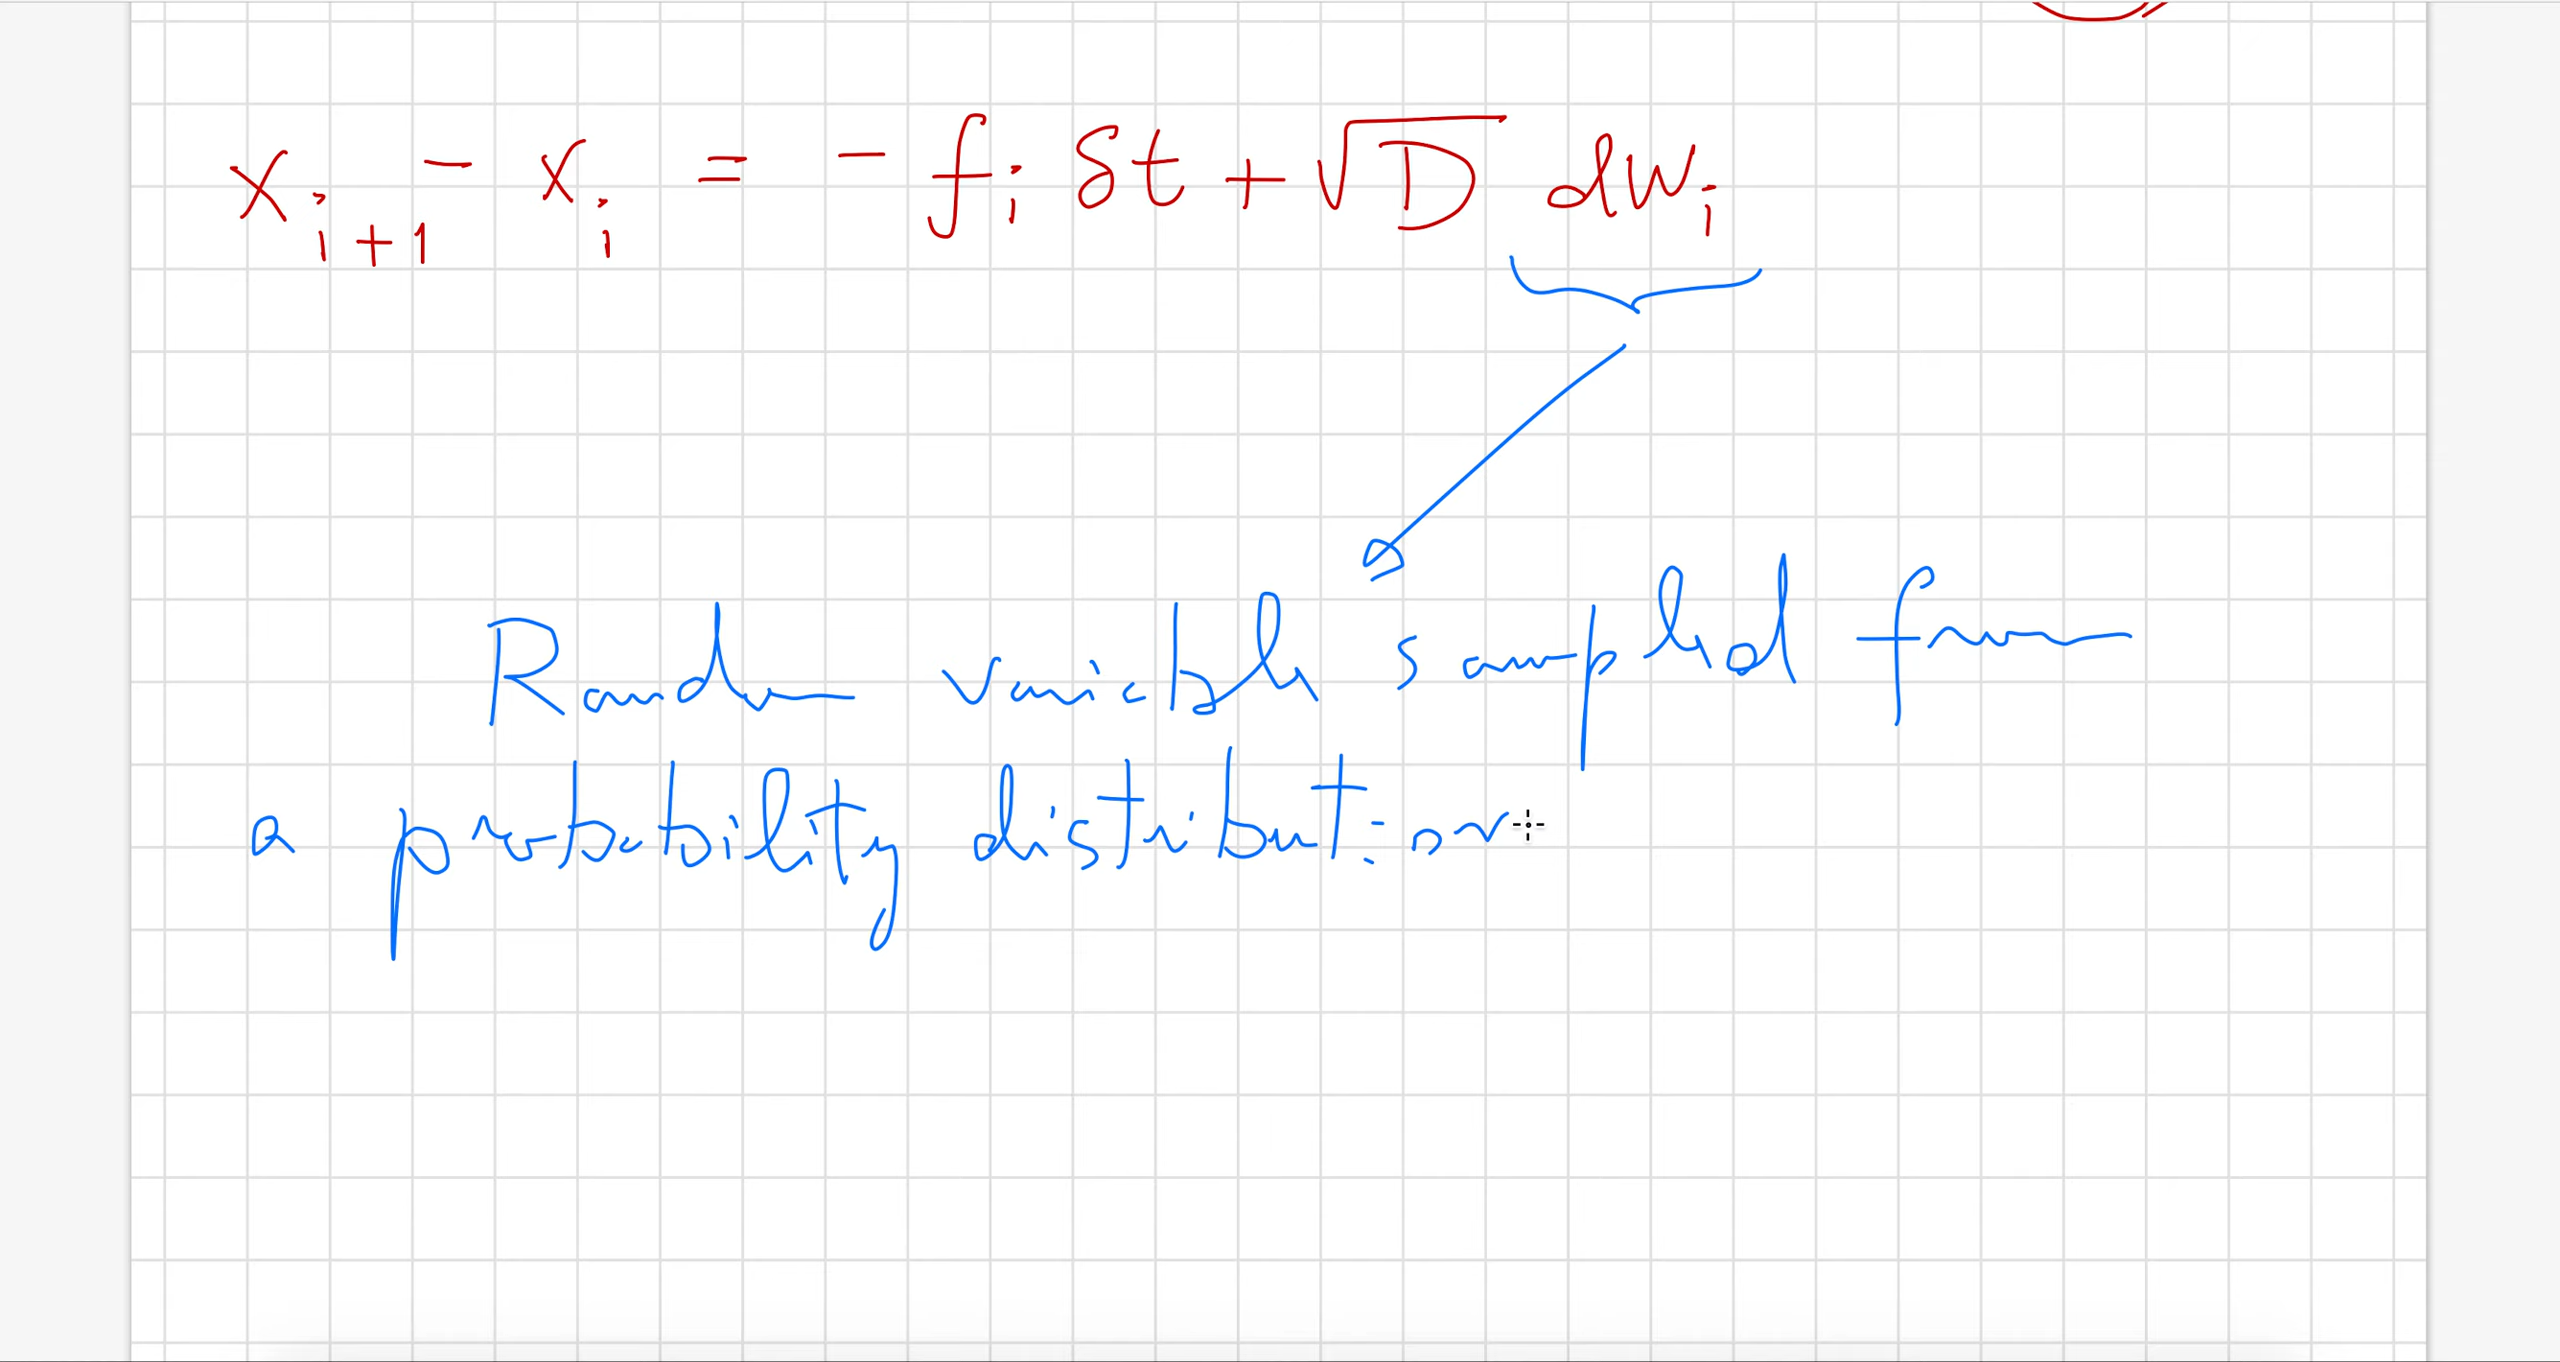 x_{i+1} - x_i = - f_i δt + √D dW_i
Random variable sampled from
a probability distribution